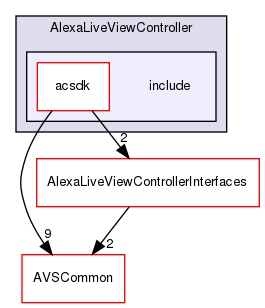 AlexaLiveViewController
acsdk
include
2
AlexaLiveViewControllerInterfaces
9
2
AVSCommon